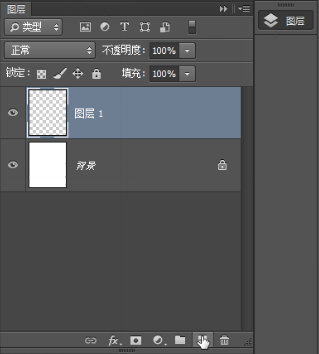 图层
图层
类型
正常
不透明度: 100%
锁定:
填充: 100%
图层 1
背景
fx